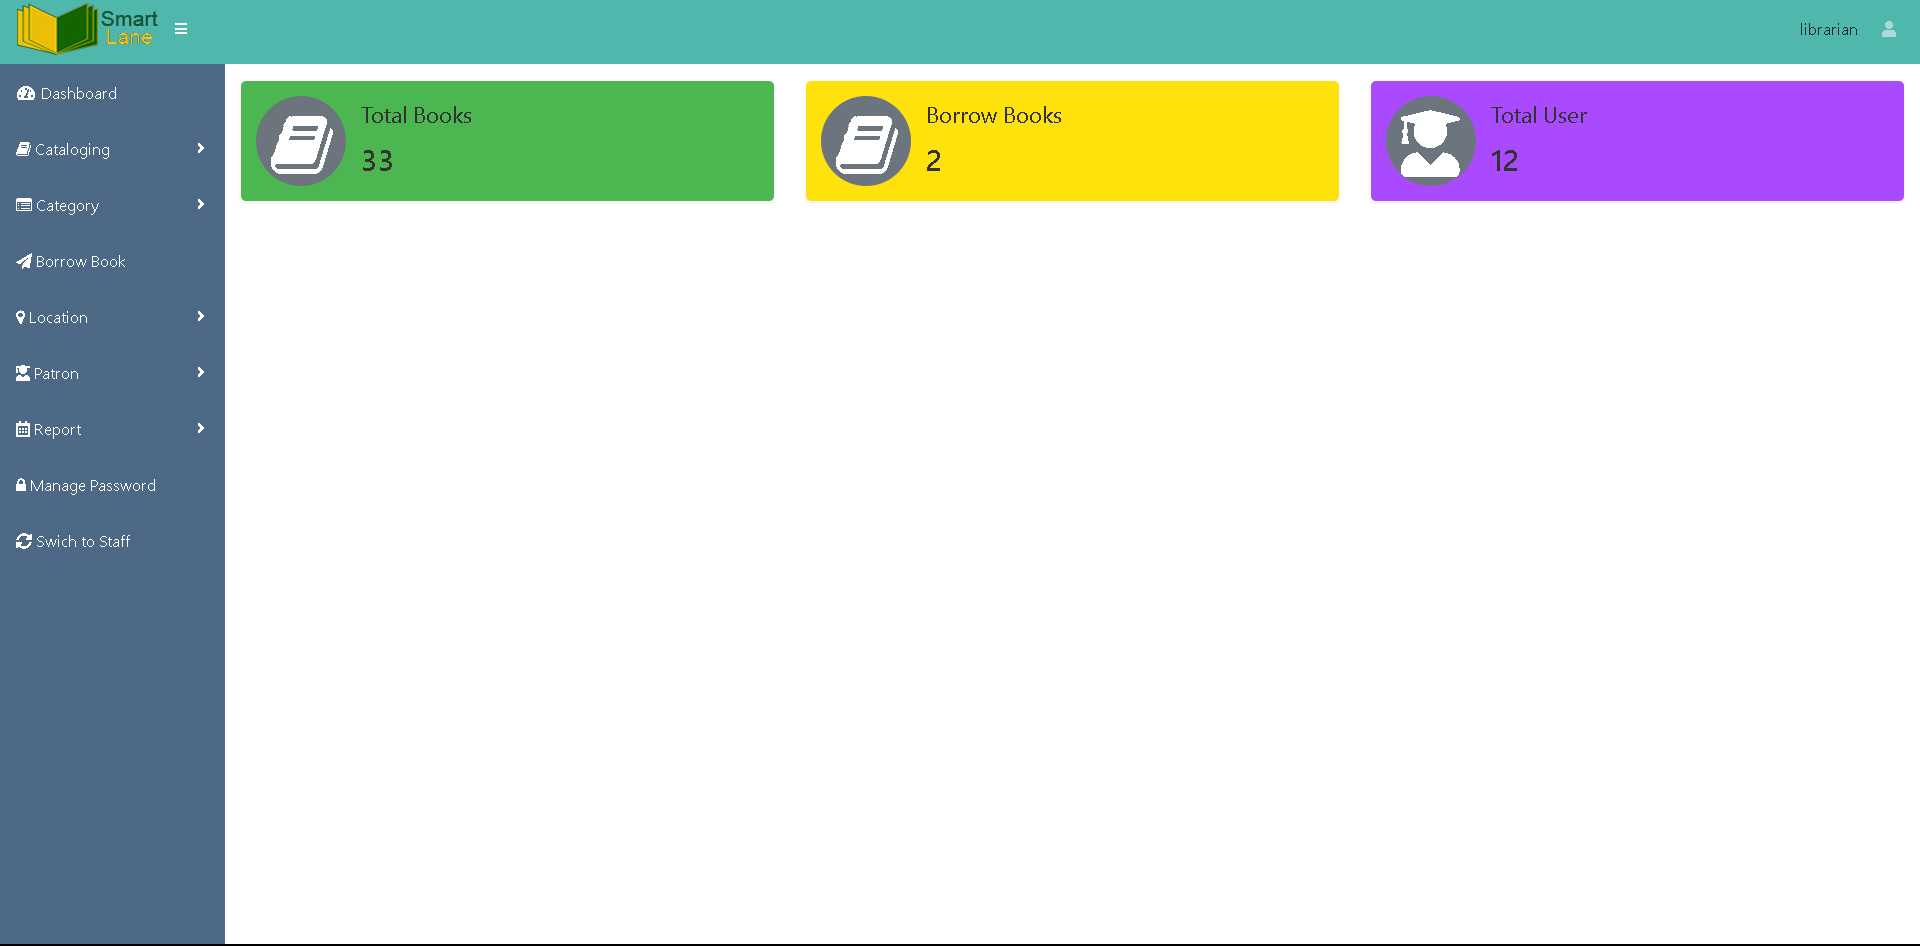 Smart
Lane
librarian
Dashboard
Cataloging
Category
Borrow Book
Location
Patron
Report
Manage Password
Swich to Staff
Total Books
33
Borrow Books
2
Total User
12